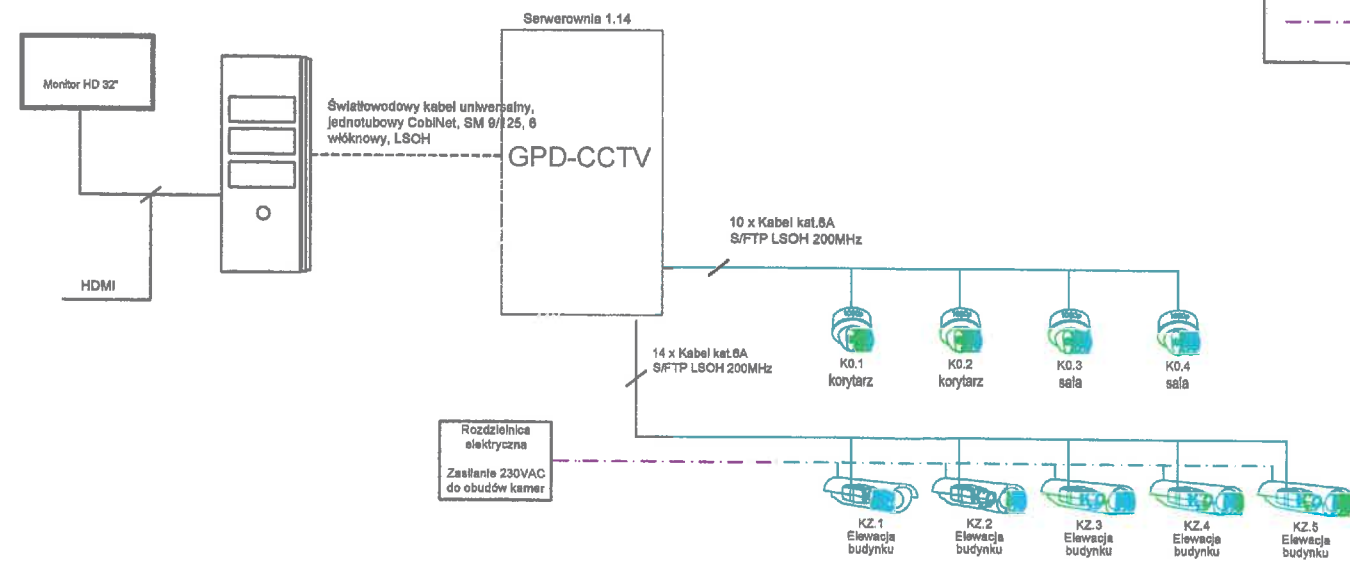 Serwerownia 1.14
Monitor HD 32"
Światłowodowy kabel uniwersalny,
jednotubowy CobiNet, SM 9/125, 6
włóknowy, LSOH
GPD-CCTV
HDMI
10 x Kabel kat.6A
S/FTP LSOH 200MHz
K0.1
korytarz
K0.2
korytarz
K0.3
sala
K0.4
sala
14 x Kabel kat.6A
S/FTP LSOH 200MHz
Rozdzielnica
elektryczna
Zasilanie 230VAC
do obudów kamer
KZ.1
Elewacja
budynku
KZ.2
Elewacja
budynku
KZ.3
Elewacja
budynku
KZ.4
Elewacja
budynku
KZ.5
Elewacja
budynku